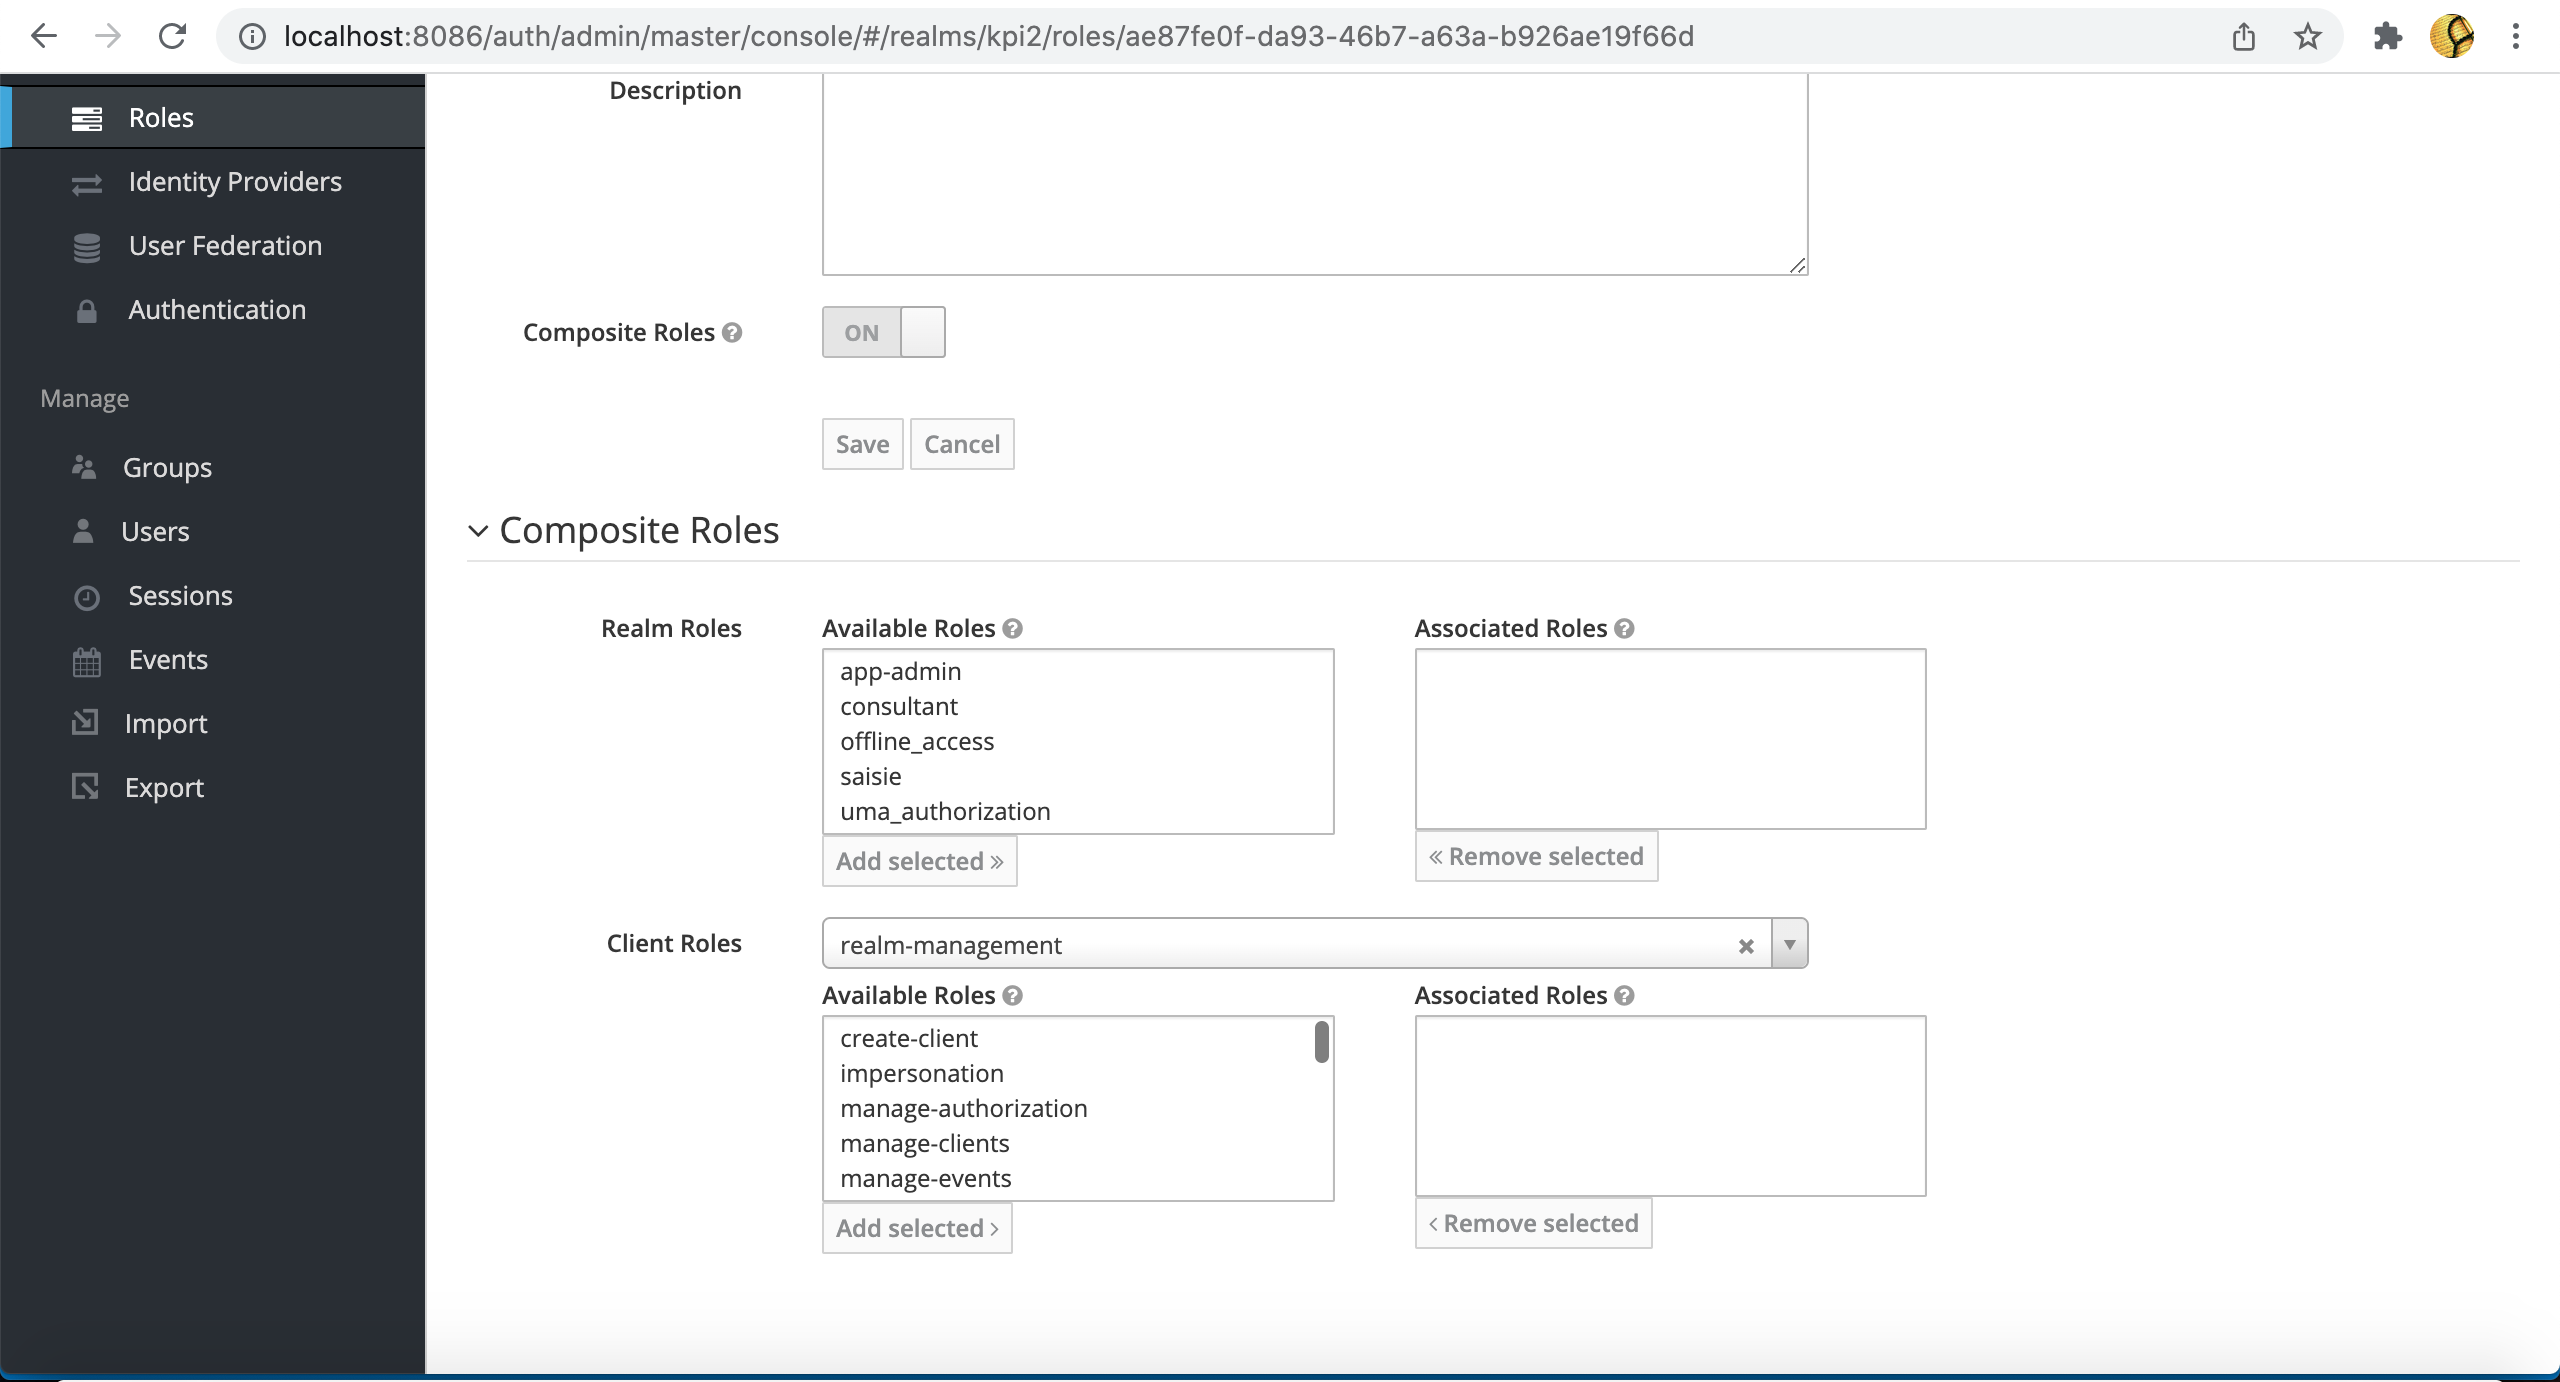 localhost:8086/auth/admin/master/console/#/realms/kpi2/roles/ae87fe0f-da93-46b7-a63a-b926ae19f66d
Roles
Identity Providers
User Federation
Authentication
Manage
Groups
Users
Sessions
Events
Import
Export
Description
Composite Roles
ON
Save Cancel
Composite Roles
Realm Roles
Available Roles
app-admin
consultant
offline_access
saisie
uma_authorization
Add selected »
Associated Roles
« Remove selected
Client Roles
realm-management
Available Roles
create-client
impersonation
manage-authorization
manage-clients
manage-events
Add selected >
Associated Roles
< Remove selected